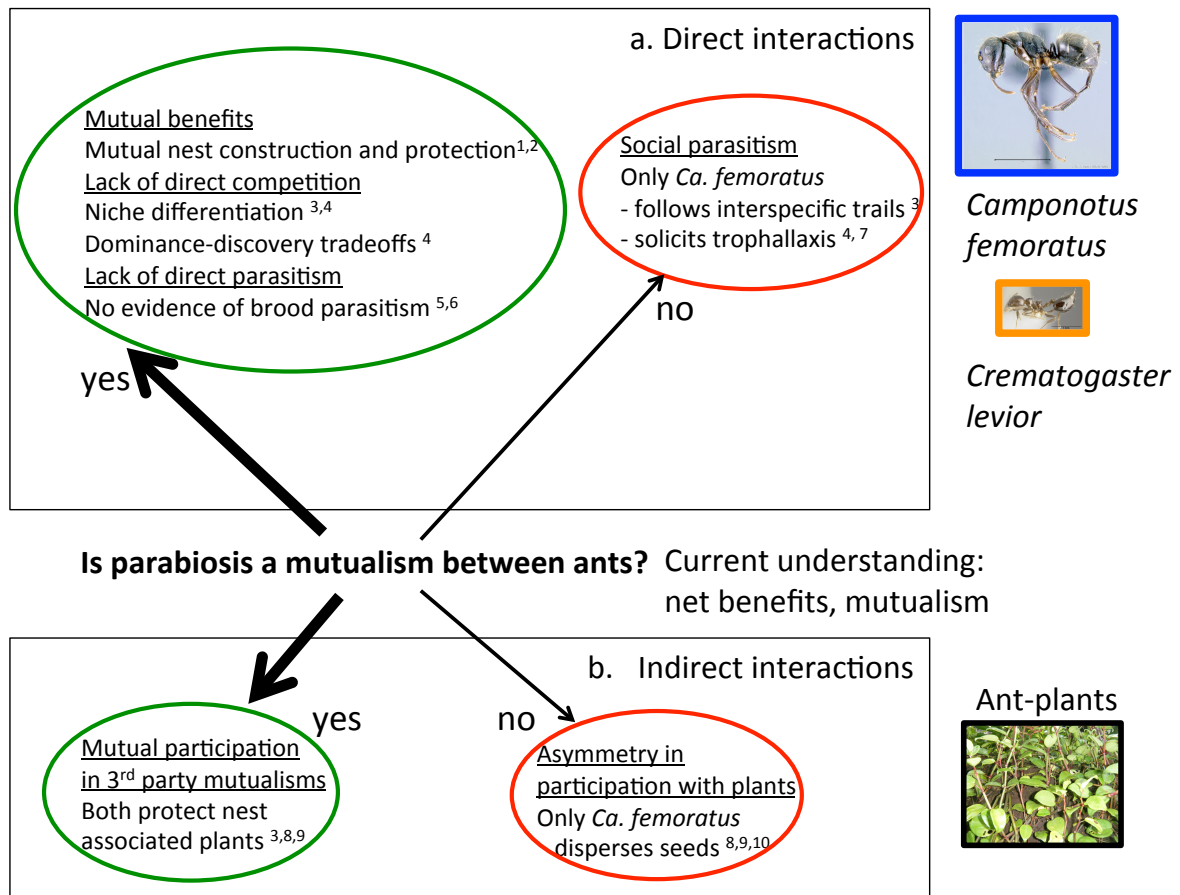 a. Direct interactions
Mutual benefits
Mutual nest construction and protection1,2
Lack of direct competition
Niche differentiation 3,4
Dominance-discovery tradeoffs 4
Lack of direct parasitism
No evidence of brood parasitism 5,6
yes
Social parasitism
Only Ca. femoratus
- follows interspecific trails 3
- solicits trophallaxis 4, 7
no
Camponotus
femoratus
Crematogaster
levior
Is parabiosis a mutualism between ants?
Current understanding:
net benefits, mutualism
b. Indirect interactions
yes
Mutual participation
in 3rd party mutualisms
Both protect nest
associated plants 3,8,9
no
Asymmetry in
participation with plants
Only Ca. femoratus
disperses seeds 8,9,10
Ant-plants